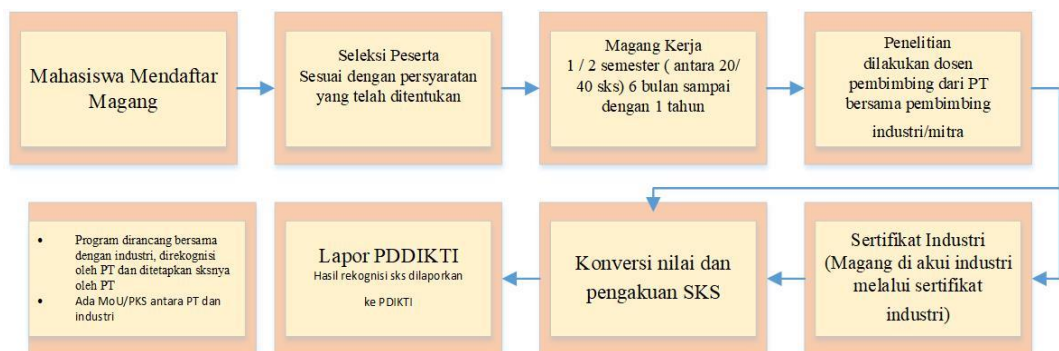 Mahasiswa Mendaftar
Magang
Seleksi Peserta
Sesuai dengan persyaratan
yang telah ditentukan
Magang Kerja
1 / 2 semester ( antara 20/
40 sks) 6 bulan sampai
dengan 1 tahun
Penelitian
dilakukan dosen
pembimbing dari PT
bersama pembimbing
industri/mitra
• Program dirancang bersama
dengan industri, direkognisi
oleh PT dan ditetapkan sksnya
oleh PT
• Ada MoU/PKS antara PT dan
industri
Lapor PDDIKTI
Hasil rekognisi sks dilaporkan
ke PDIKTI
Konversi nilai dan
pengakuan SKS
Sertifikat Industri
(Magang di akui industri
melalui sertifikat
industri)